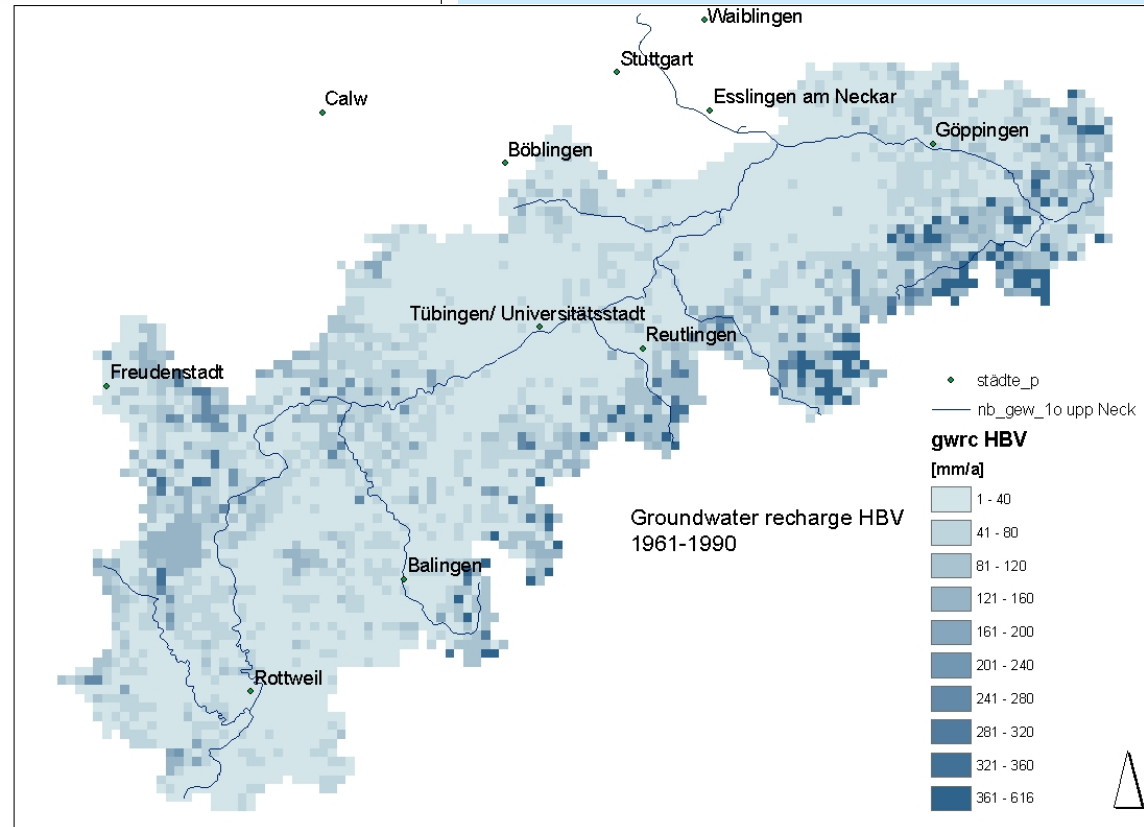 Waiblingen
Stuttgart
Calw
Esslingen am Neckar
Göppingen
Böblingen
Tübingen/ Universitätsstadt
Reutlingen
Freudenstadt
städte_p
nb_gew_1o upp Neck
gwrc HBV
[mm/a]
1 - 40
41 - 80
81 - 120
121 - 160
161 - 200
201 - 240
241 - 280
281 - 320
321 - 360
361 - 616
Groundwater recharge HBV
1961-1990
Balingen
Rottweil